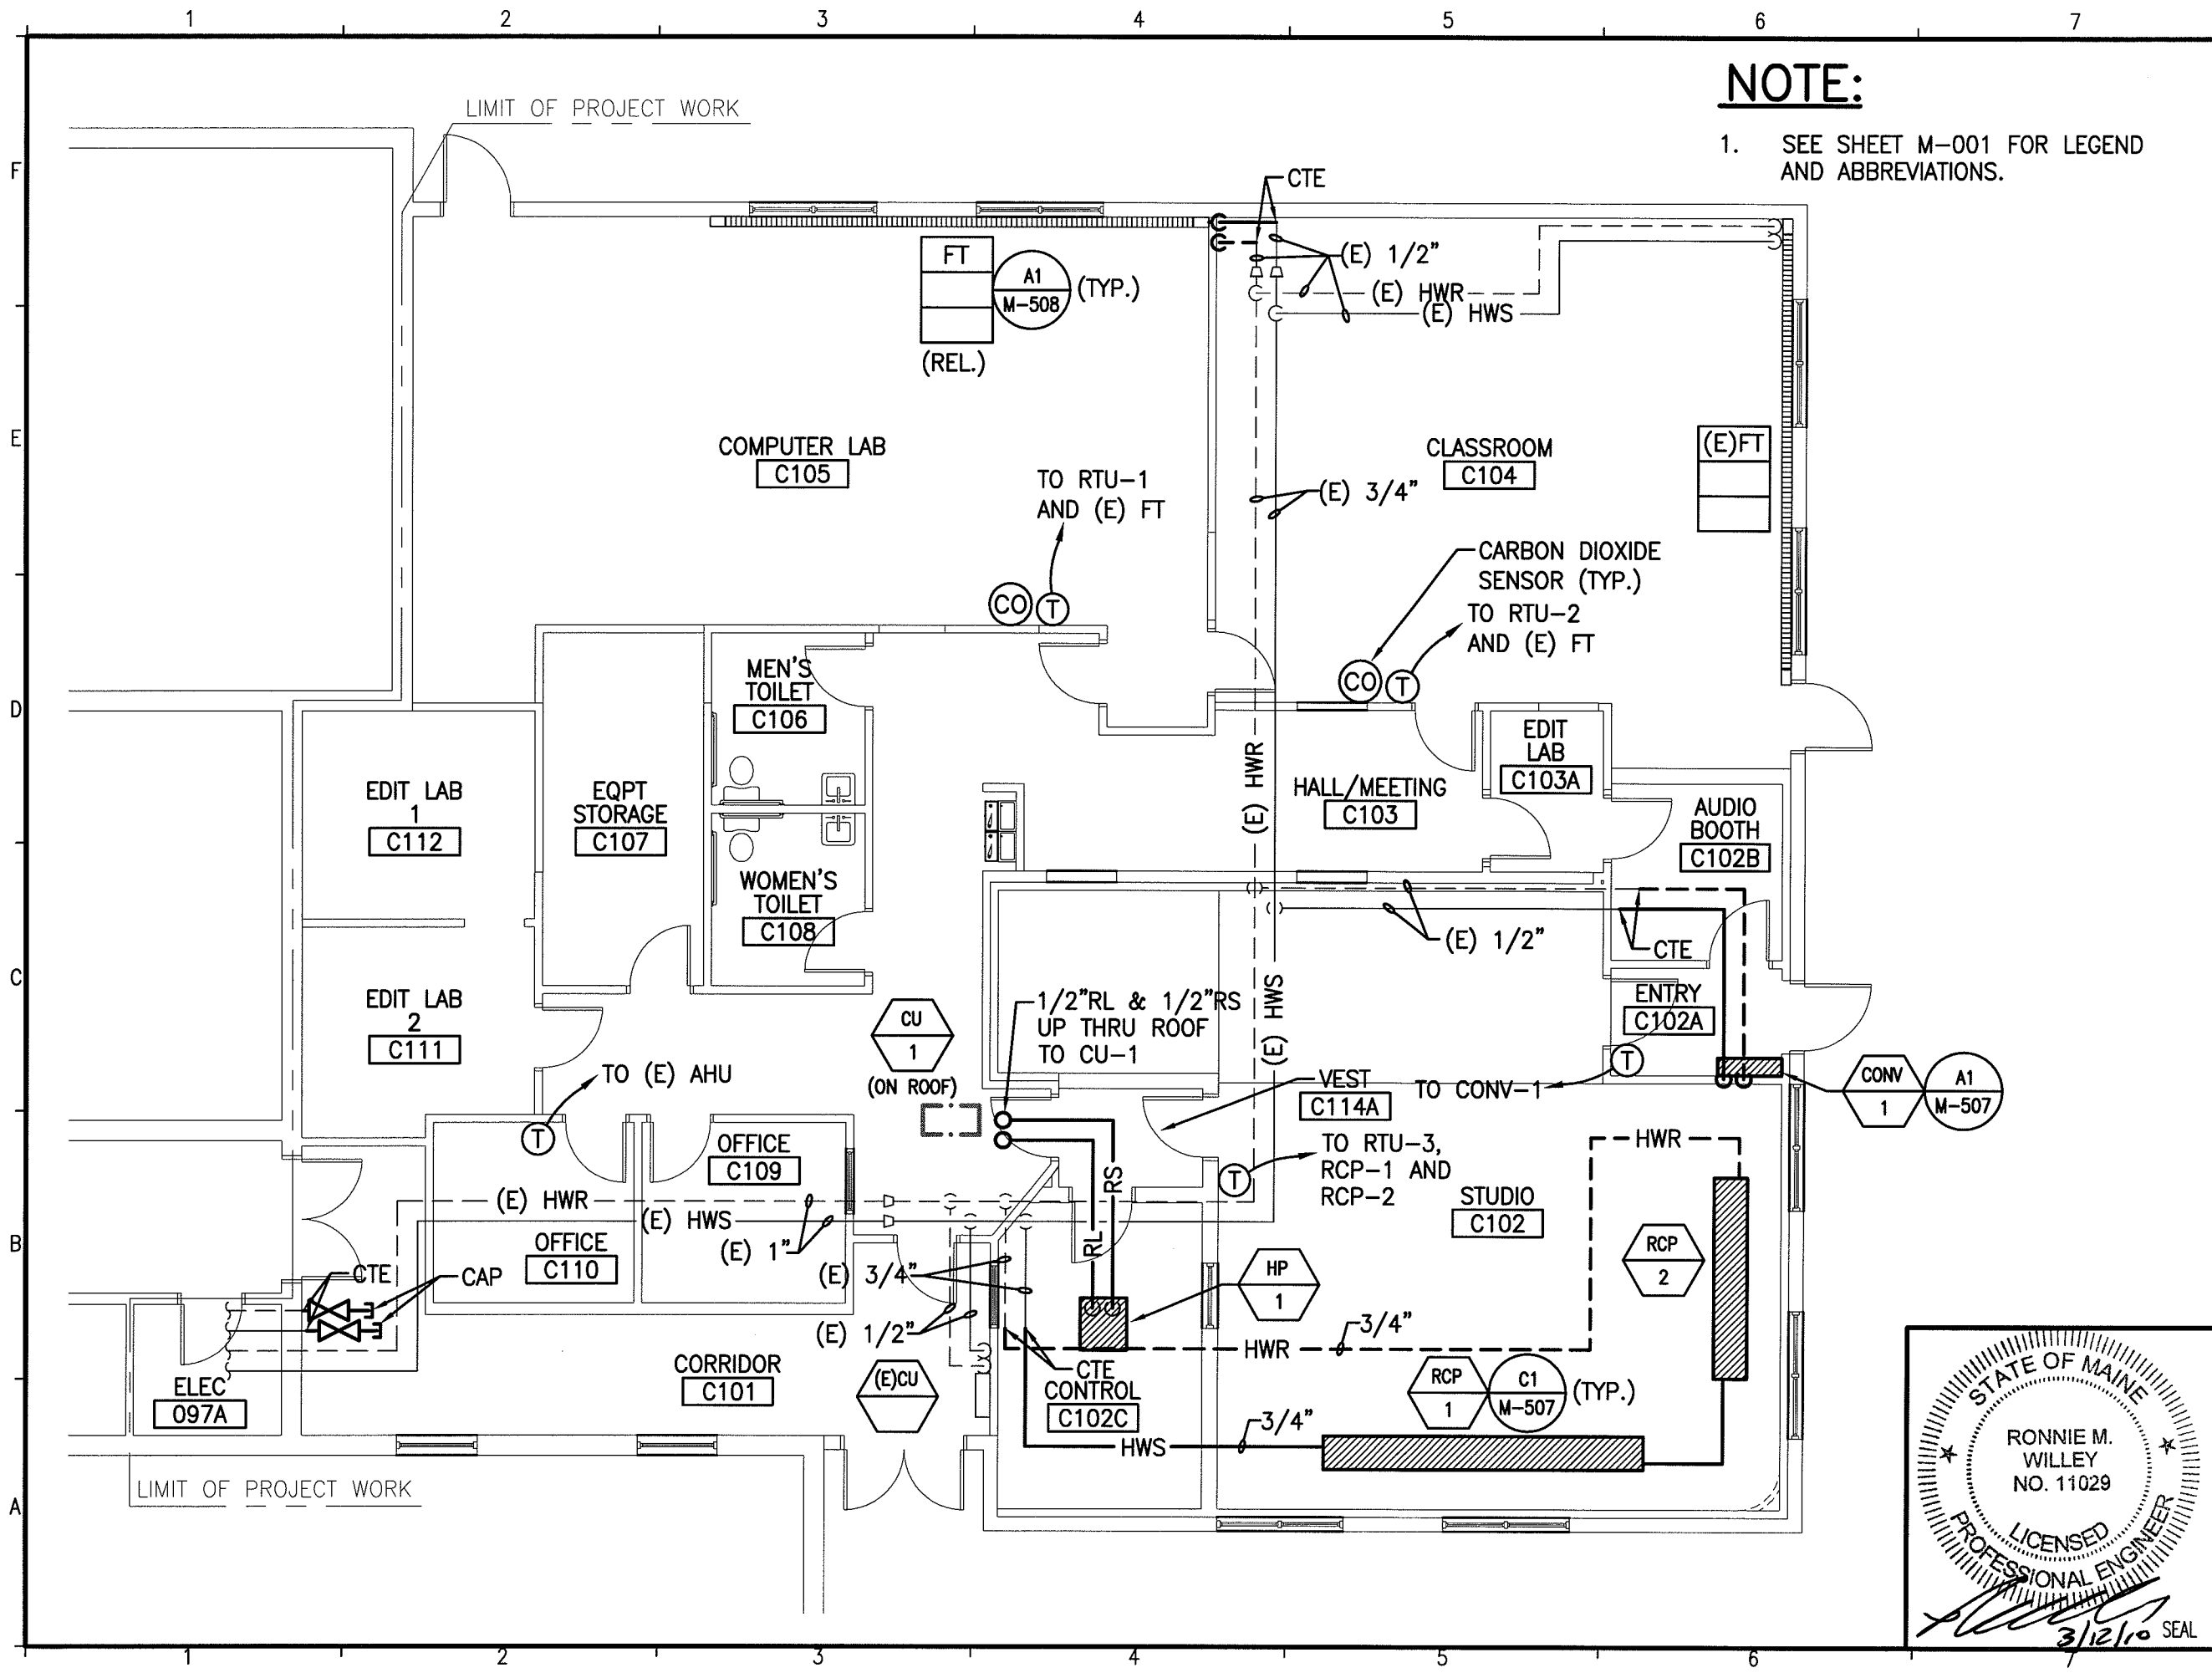 1 2 3 4 5 6 7
NOTE:
1. SEE SHEET M-001 FOR LEGEND
AND ABBREVIATIONS.
LIMIT OF PROJECT WORK
F
CTE
FT
A1
M-508
(TYP.)
(REL.)
(E) 1/2"
(E) HWR
(E) HWS
E
COMPUTER LAB
C105
TO RTU-1
AND (E) FT
(E) 3/4"
CLASSROOM
C104
(E)FT
CARBON DIOXIDE
SENSOR (TYP.)
CO T
TO RTU-2
AND (E) FT
CO T
D
MEN'S
TOILET
C106
EDIT
LAB
C103A
(E) HWR
HALL/MEETING
C103
EDIT LAB
1
C112
EQPT
STORAGE
C107
AUDIO
BOOTH
C102B
WOMEN'S
TOILET
C108
(E) 1/2"
CTE
C
EDIT LAB
2
C111
CU
1
(ON ROOF)
1/2"RL & 1/2"RS
UP THRU ROOF
TO CU-1
(E) HWS
ENTRY
C102A
TO (E) AHU
T
VEST
C114A
TO CONV-1
T
CONV
1
A1
M-507
OFFICE
C109
TO RTU-3,
RCP-1 AND
RCP-2
T
RS
RL
HWR
STUDIO
C102
B
(E) HWR
(E) HWS
(E) 1"
OFFICE
C110
(E) 3/4"
HP
1
RCP
2
CTE
CAP
(E) 1/2"
HWR
3/4"
CORRIDOR
C101
(E)CU
CTE
CONTROL
C102C
RCP
1
C1
M-507
(TYP.)
ELEC
097A
3/4"
HWS
LIMIT OF PROJECT WORK
A
STATE OF MAINE
RONNIE M.
WILLEY
NO. 11029
LICENSED
PROFESSIONAL ENGINEER
3/12/10
SEAL
1 2 3 4 5 6 7